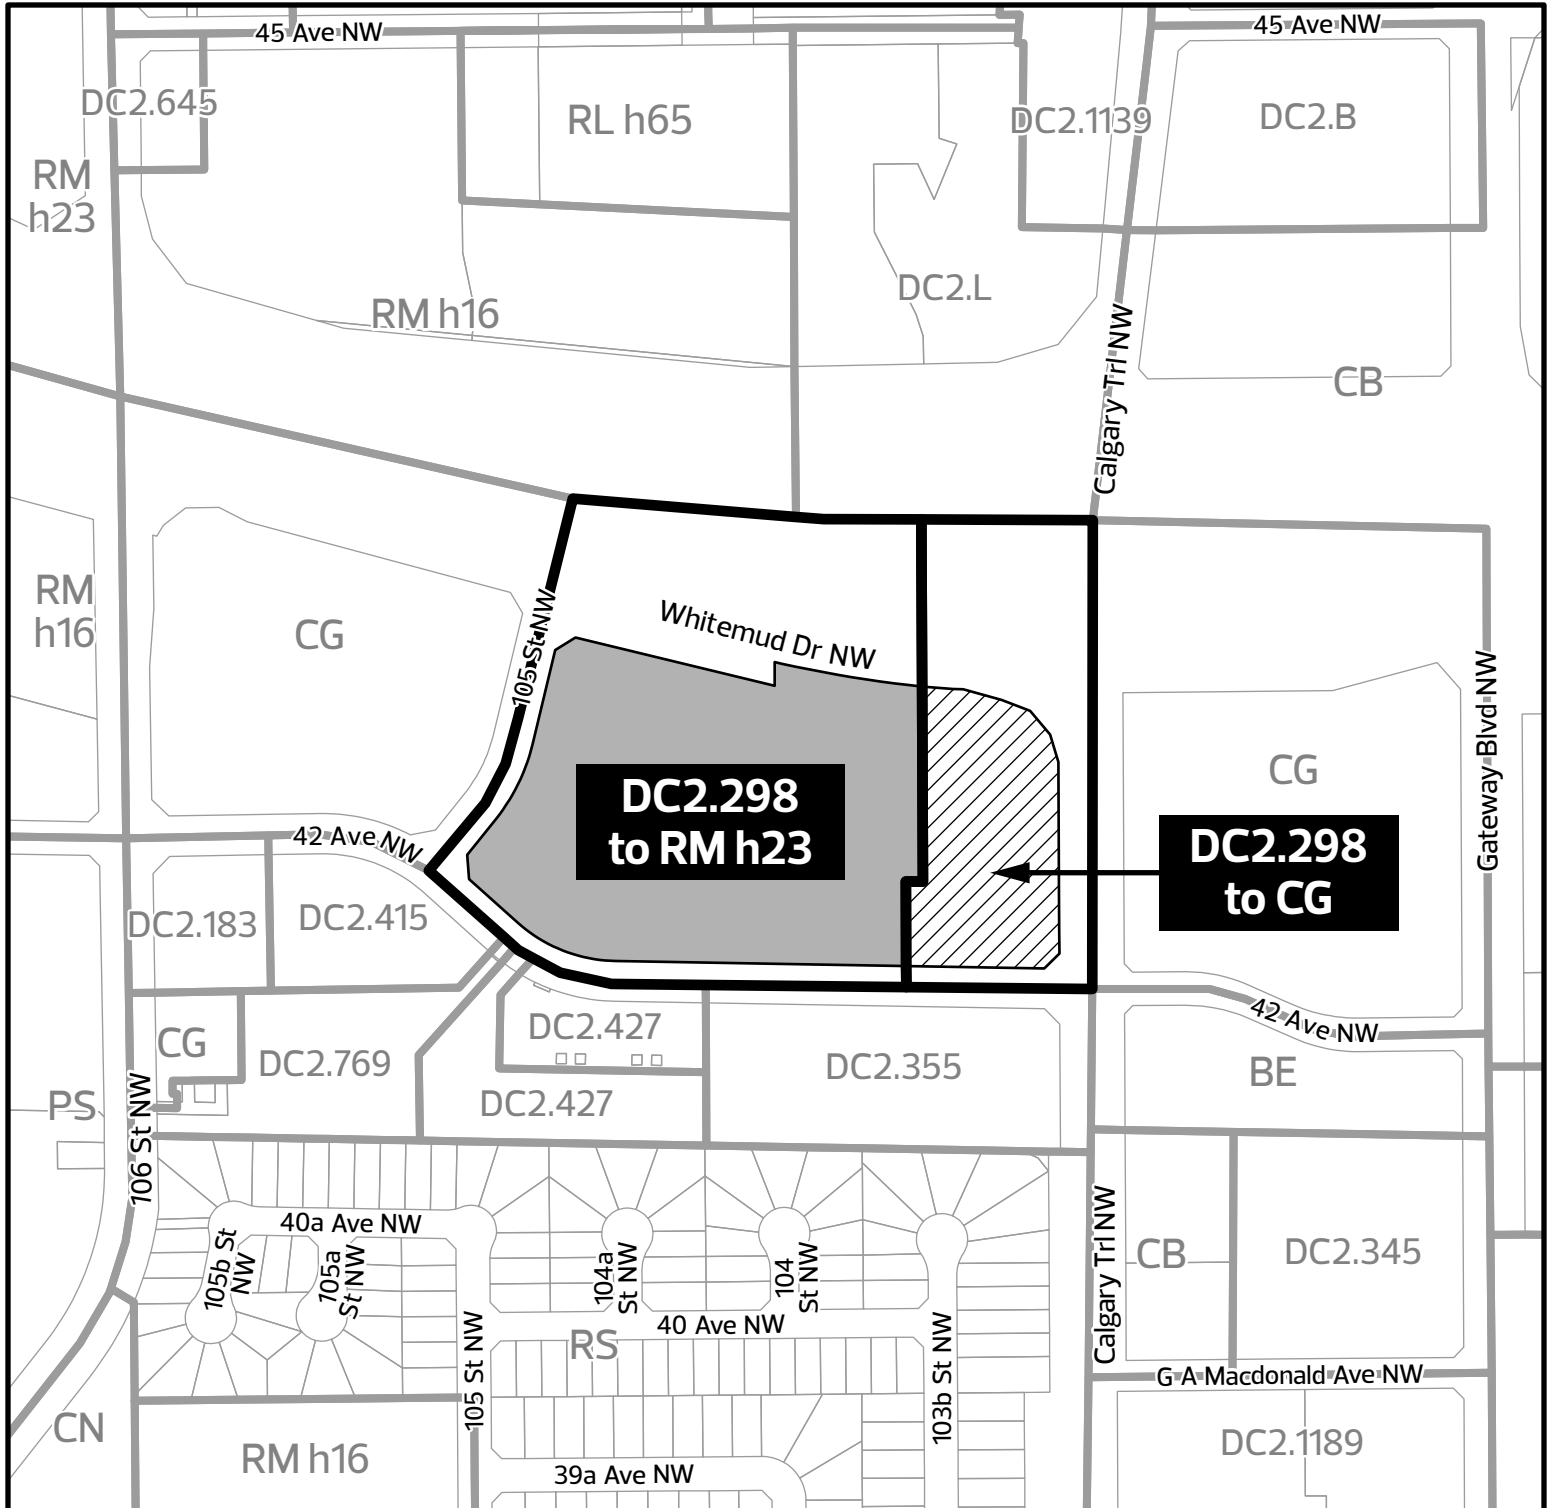 45 Ave NW
45 Ave NW
DC2.645
RL h65
DC2.1139
DC2.B
RM
h23
DC2.L
RM h16
Calgary Trl NW
CB
RM
h16
CG
105 St NW
Whitemud Dr NW
Gateway Blvd NW
CG
DC2.298
to RM h23
DC2.298
to CG
42 Ave NW
DC2.183
DC2.415
42 Ave NW
CG
DC2.769
DC2.427
DC2.427
DC2.355
BE
PS
106 St NW
40a Ave NW
105b St
NW
105a
St NW
104a
St NW
104
St NW
Calgary Trl NW
CB
DC2.345
RS
40 Ave NW
105 St NW
103b St NW
G A Macdonald Ave NW
CN
RM h16
39a Ave NW
DC2.1189